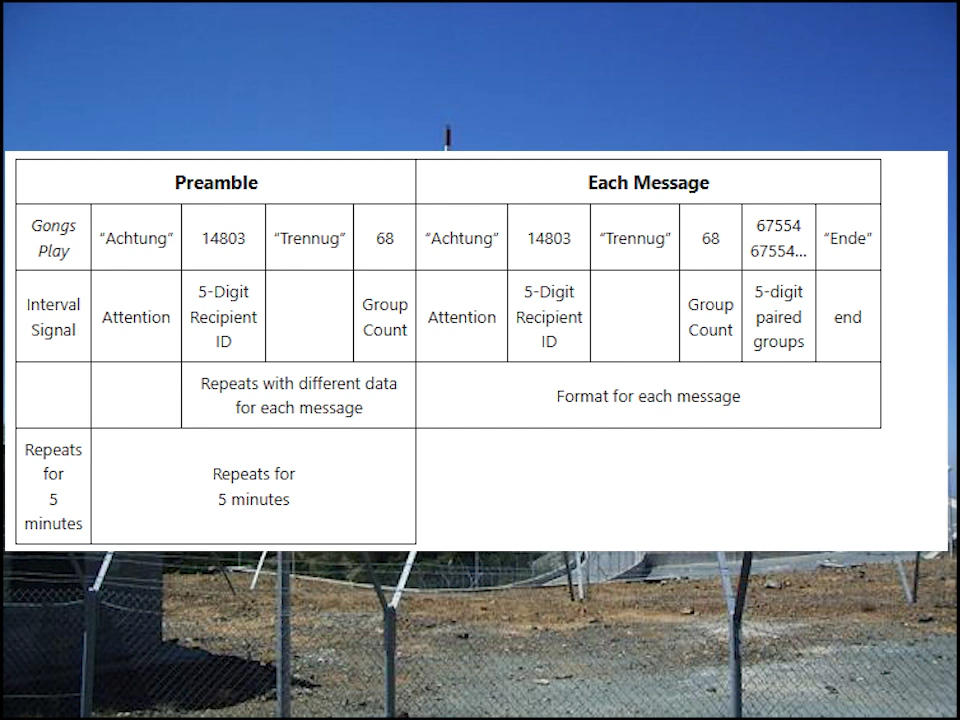 Preamble
Each Message
Gongs
Play
“Achtung”
14803
“Trennug”
68
“Achtung”
14803
“Trennug”
68
67554
67554...
“Ende”
Interval
Signal
Attention
5-Digit
Recipient
ID
Group
Count
Attention
5-Digit
Recipient
ID
Group
Count
5-digit
paired
groups
end
Repeats with different data
for each message
Format for each message
Repeats
for
5
minutes
Repeats for
5 minutes